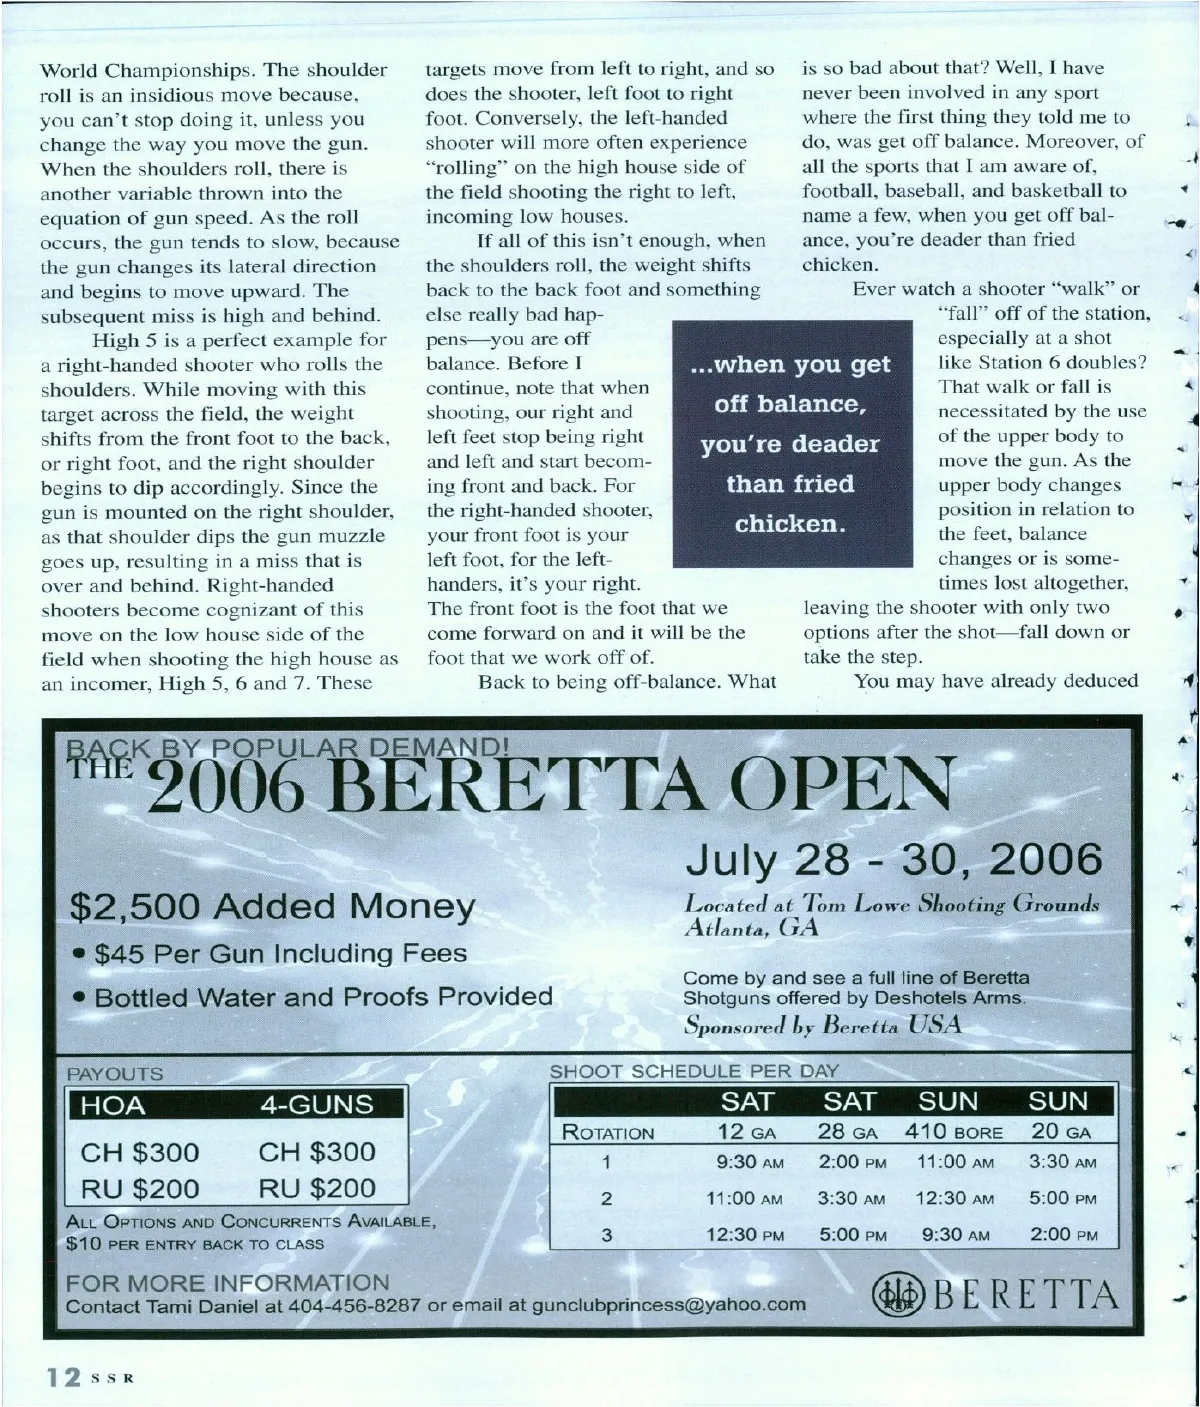 World Championships. The shoulder
roll is an insidious move because,
you can't stop doing it, unless you
change the way you move the gun.
When the shoulders roll, there is
another variable thrown into the
equation of gun speed. As the roll
occurs, the gun tends to slow, because
the gun changes its lateral direction
and begins to move upward. The
subsequent miss is high and behind.
High 5 is a perfect example for
a right-handed shooter who rolls the
shoulders. While moving with this
target across the field, the weight
shifts from the front foot to the back,
or right foot, and the right shoulder
begins to dip accordingly. Since the
gun is mounted on the right shoulder,
as that shoulder dips the gun muzzle
goes up, resulting in a miss that is
over and behind. Right-handed
shooters become cognizant of this
move on the low house side of the
field when shooting the high house as
an incomer, High 5, 6 and 7. These
targets move from left to right, and so
does the shooter, left foot to right
foot. Conversely, the left-handed
shooter will more often experience
“rolling” on the high house side of
the field shooting the right to left,
incoming low houses.
If all of this isn't enough, when
the shoulders roll, the weight shifts
back to the back foot and something
else really bad hap-
pens—you are off
balance. Before I
continue, note that when
shooting, our right and
left feet stop being right
and left and start becom-
ing front and back. For
the right-handed shooter,
your front foot is your
left foot, for the left-
handers, it's your right.
The front foot is the foot that we
come forward on and it will be the
foot that we work off of.
Back to being off-balance. What
is so bad about that? Well, I have
never been involved in any sport
where the first thing they told me to
do, was get off balance. Moreover, of
all the sports that I am aware of,
football, baseball, and basketball to
name a few, when you get off bal-
ance, you're deader than fried
chicken.
Ever watch a shooter “walk” or
“fall” off of the station,
especially at a shot
like Station 6 doubles?
That walk or fall is
necessitated by the use
of the upper body to
move the gun. As the
upper body changes
position in relation to
the feet, balance
changes or is some-
times lost altogether,
leaving the shooter with only two
options after the shot—fall down or
take the step.
You may have already deduced
...when you get
off balance,
you're deader
than fried
chicken.
BACK BY POPULAR DEMAND!
THE 2006 BERETTA OPEN
July 28 - 30, 2006
Located at Tom Lowe Shooting Grounds
Atlanta, GA
$2,500 Added Money
• $45 Per Gun Including Fees
• Bottled Water and Proofs Provided
Come by and see a full line of Beretta
Shotguns offered by Deshotels Arms.
Sponsored by Beretta USA
PAYOUTS
HOA 4-GUNS
CH $300 CH $300
RU $200 RU $200
ALL OPTIONS AND CONCURRENTS AVAILABLE,
$10 PER ENTRY BACK TO CLASS
SHOOT SCHEDULE PER DAY
SAT SAT SUN SUN
ROTATION 12 GA 28 GA 410 BORE 20 GA
1 9:30 AM 2:00 PM 11:00 AM 3:30 AM
2 11:00 AM 3:30 AM 12:30 AM 5:00 PM
3 12:30 PM 5:00 PM 9:30 AM 2:00 PM
FOR MORE INFORMATION
Contact Tami Daniel at 404-456-8287 or email at gunclubprincess@yahoo.com
BERETTA
12 SSR